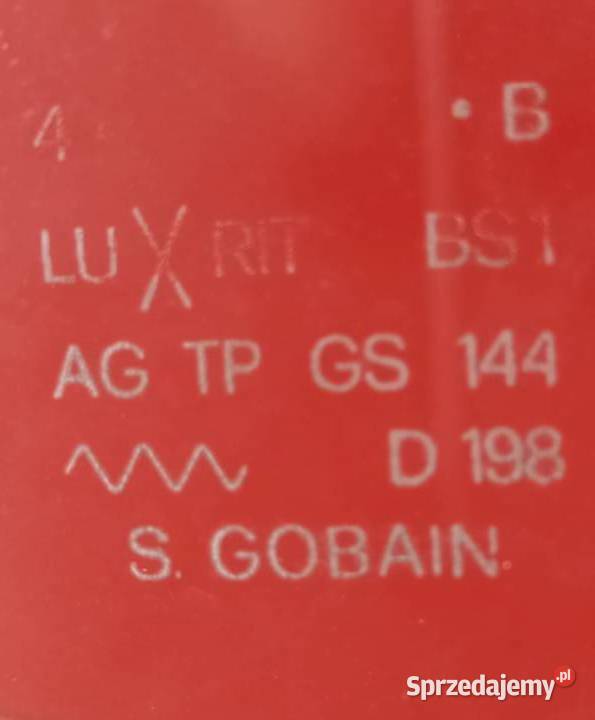 4 • B
LUXRIT BS1
AG TP GS 144
D 198
S. GOBAIN
Sprzedajemy.pl